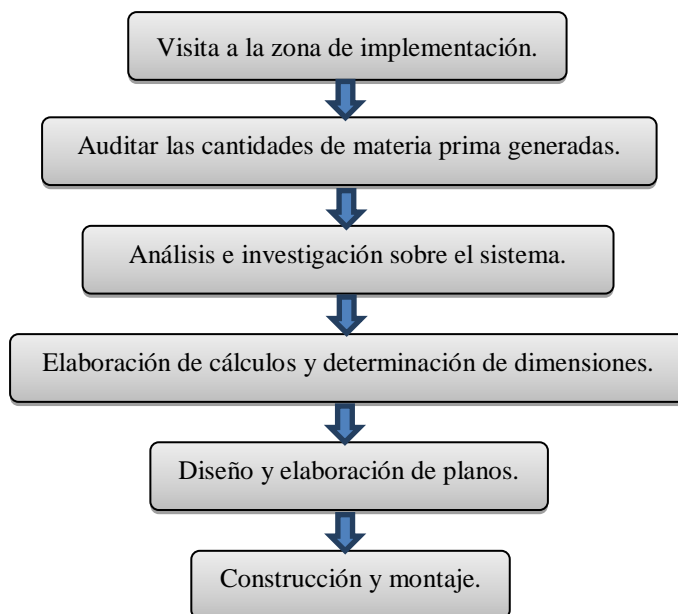 Visita a la zona de implementación.
Auditar las cantidades de materia prima generadas.
Análisis e investigación sobre el sistema.
Elaboración de cálculos y determinación de dimensiones.
Diseño y elaboración de planos.
Construcción y montaje.